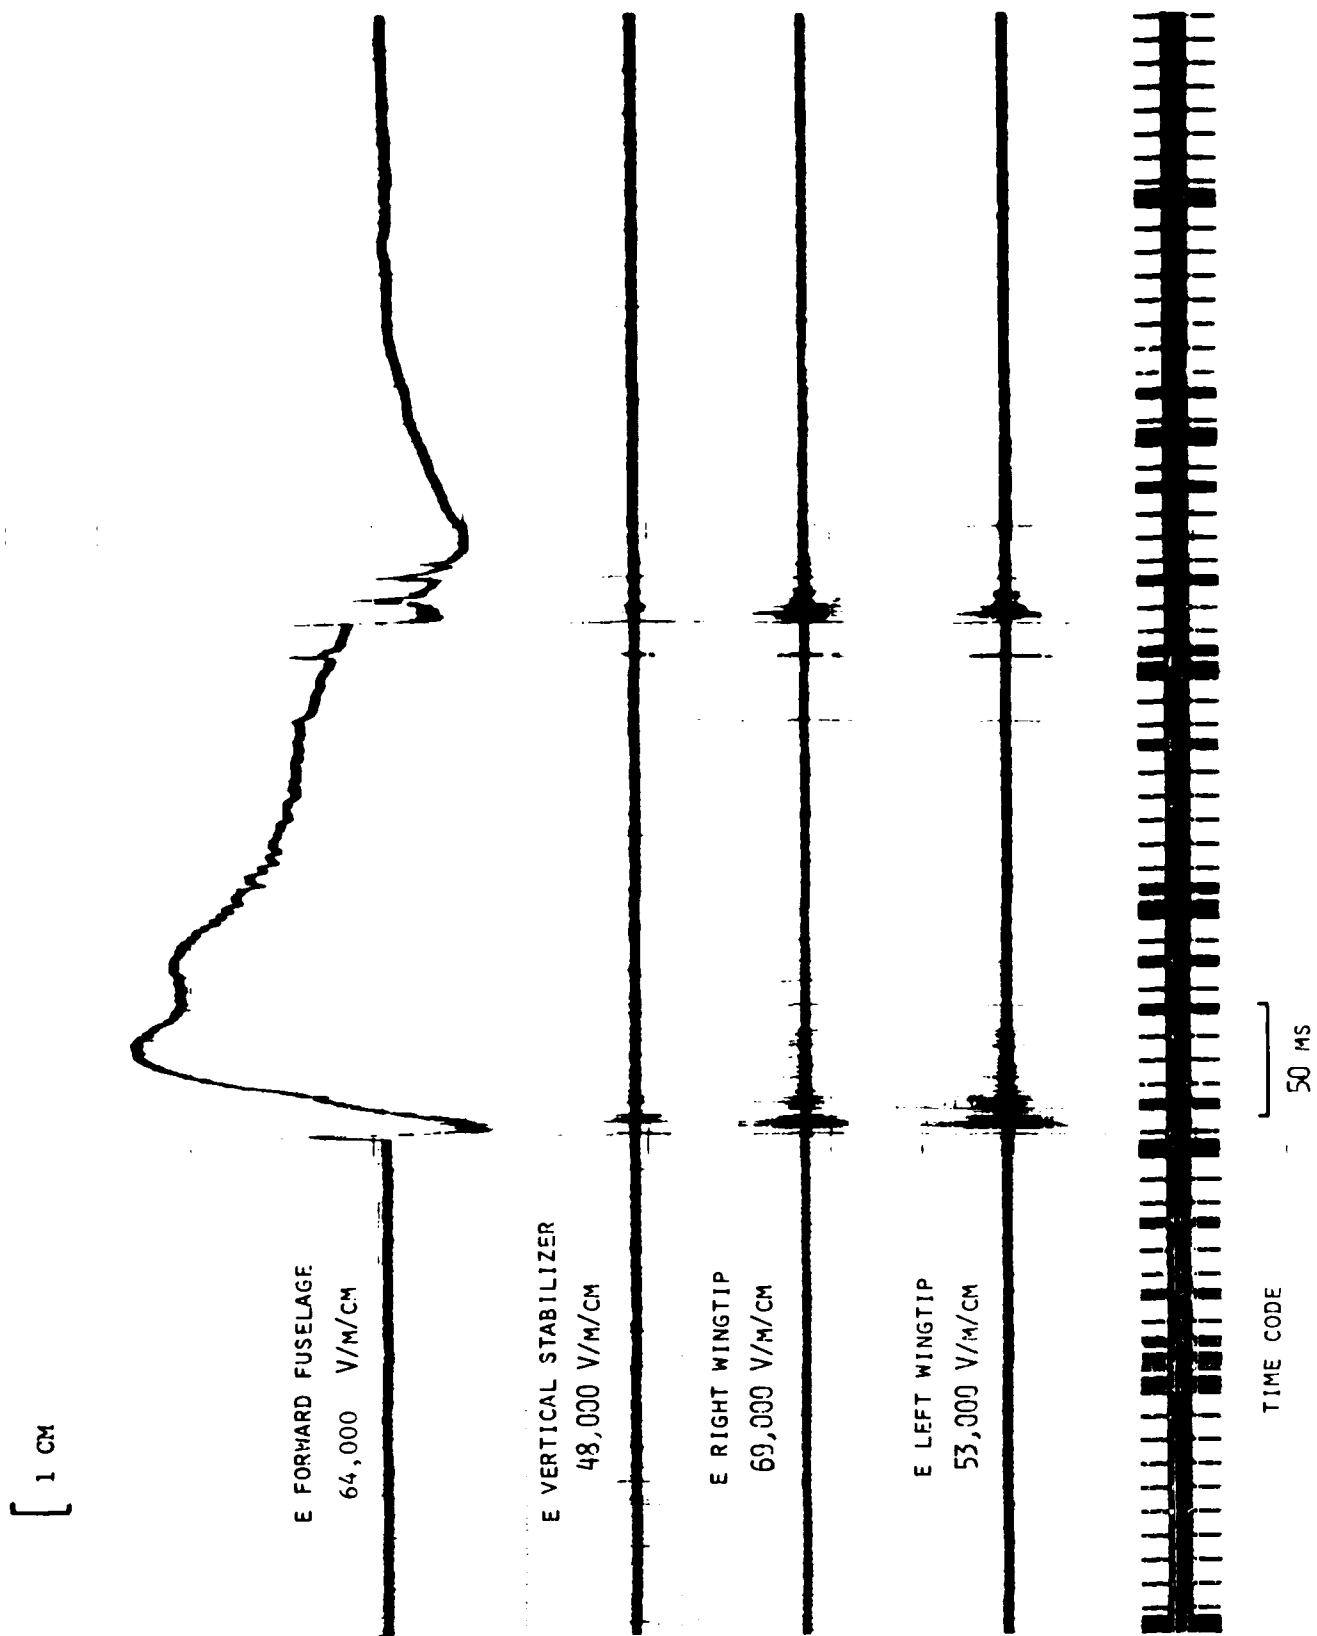 1 CM
E FORWARD FUSELAGE
64,000 V/M/CM
E VERTICAL STABILIZER
48,000 V/M/CM
E RIGHT WINGTIP
69,000 V/M/CM
E LEFT WINGTIP
53,000 V/M/CM
TIME CODE
50 MS